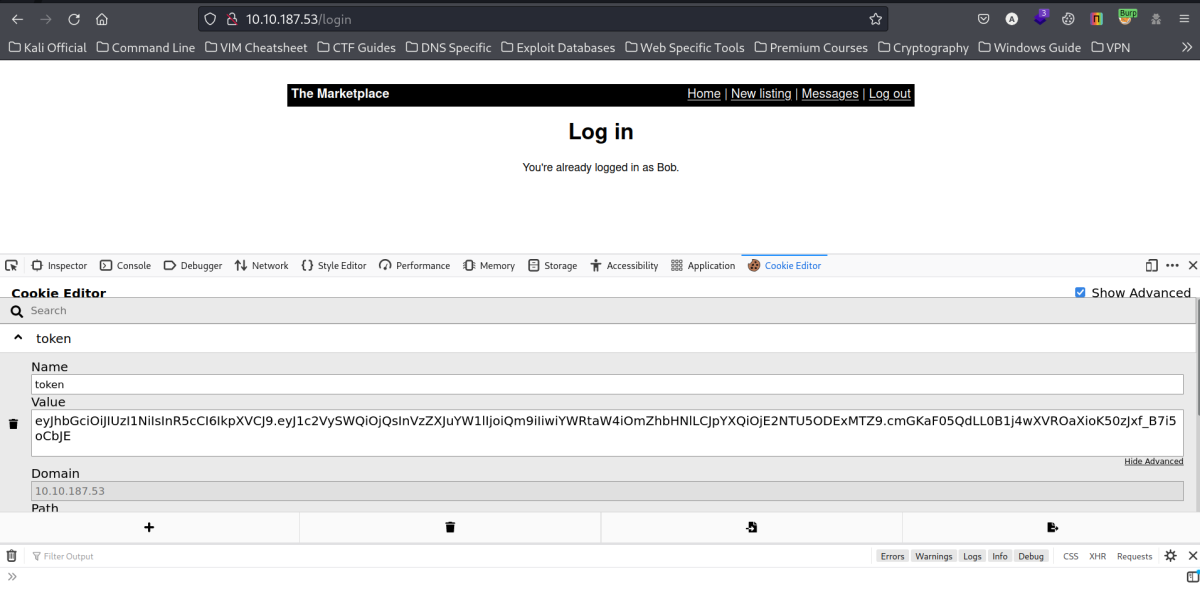 10.10.187.53/login
3
Burp
Kali Official Command Line VIM Cheatsheet CTF Guides DNS Specific Exploit Databases Web Specific Tools Premium Courses Cryptography Windows Guide VPN
The Marketplace Home | New listing | Messages | Log out
Log in
You're already logged in as Bob.
Inspector Console Debugger Network Style Editor Performance Memory Storage Accessibility Application Cookie Editor
Cookie Editor Show Advanced
Search
token
Name
token
Value
eyJhbGciOiJIUzI1NiIsInR5cCI6IkpXVCJ9.eyJ1c2VySWQiOjQsInVzZXJuYW1lIjoiQm9iIiwiYWRtaW4iOmZhbHNlLCJpYXQiOjE2NTU5ODExMTZ9.cmGKaF05QdLL0B1j4wXVROaXioK50zJxf_B7i5
oCbJE
Hide Advanced
Domain
10.10.187.53
Path
Filter Output Errors Warnings Logs Info Debug CSS XHR Requests